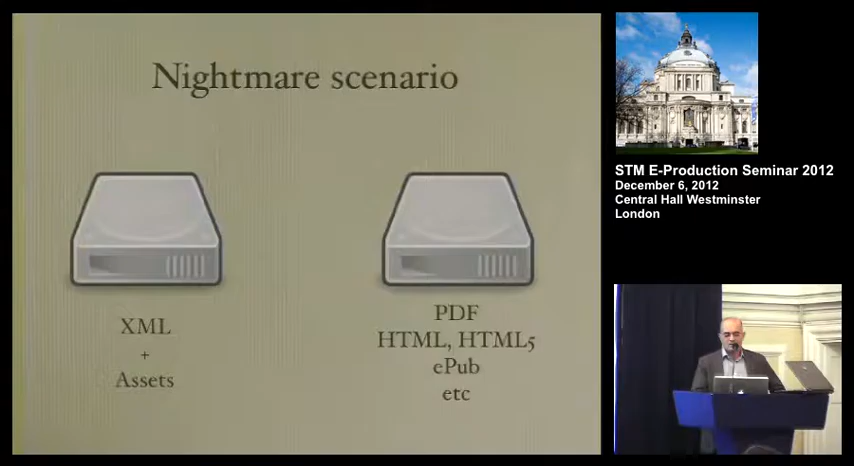 Nightmare scenario
XML
+
Assets
PDF
HTML, HTML5
ePub
etc
STM E-Production Seminar 2012
December 6, 2012
Central Hall Westminster
London